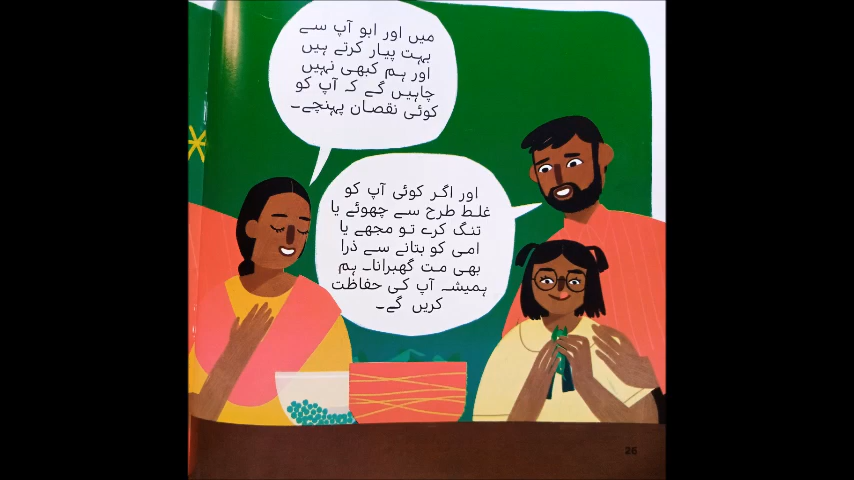 میں اور ابو آپ سے
بہت پیار کرتے ہیں
اور ہم کبھی نہیں
چاہیں گے کہ آپ کو
کوئی نقصان پہنچے۔
اور اگر کوئی آپ کو
غلط طرح سے چھوئے یا
تنگ کرے تو مجھے یا
امی کو بتانے سے ذرا
بھی مت گھبرانا۔ ہم
ہمیشہ آپ کی حفاظت
کریں گے۔
26